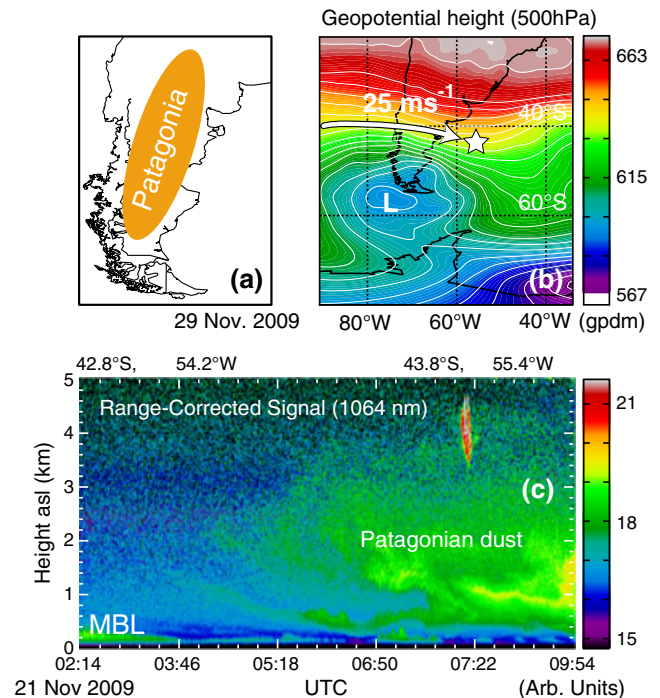 Geopotential height (500hPa)
Patagonia
(a)
29 Nov. 2009
25 ms-1
40°S
60°S
L
(b)
80°W 60°W 40°W
663
615
567
(gpdm)
42.8°S, 54.2°W 43.8°S, 55.4°W
Range-Corrected Signal (1064 nm)
(c)
Patagonian dust
MBL
Height asl (km)
5
4
3
2
1
0
02:14 03:46 05:18 06:50 07:22 09:54
21 Nov 2009 UTC (Arb. Units)
21
18
15